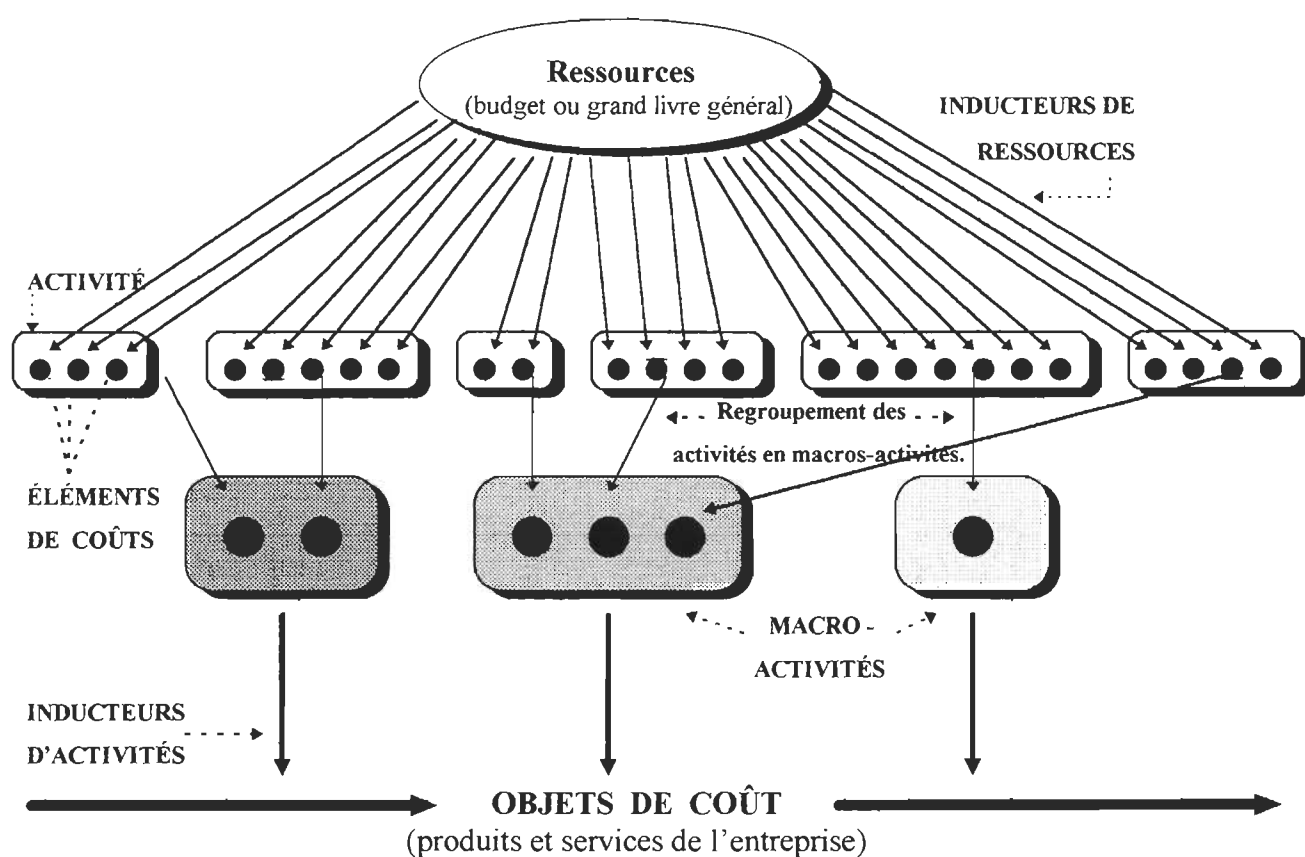 Ressources
(budget ou grand livre général)
INDUCTEURS DE
RESSOURCES
ACTIVITÉ
Regroupement des
activités en macros-activités.
ÉLÉMENTS
DE COÛTS
MACRO -
ACTIVITÉS
INDUCTEURS
D'ACTIVITÉS
OBJETS DE COÛT
(produits et services de l'entreprise)